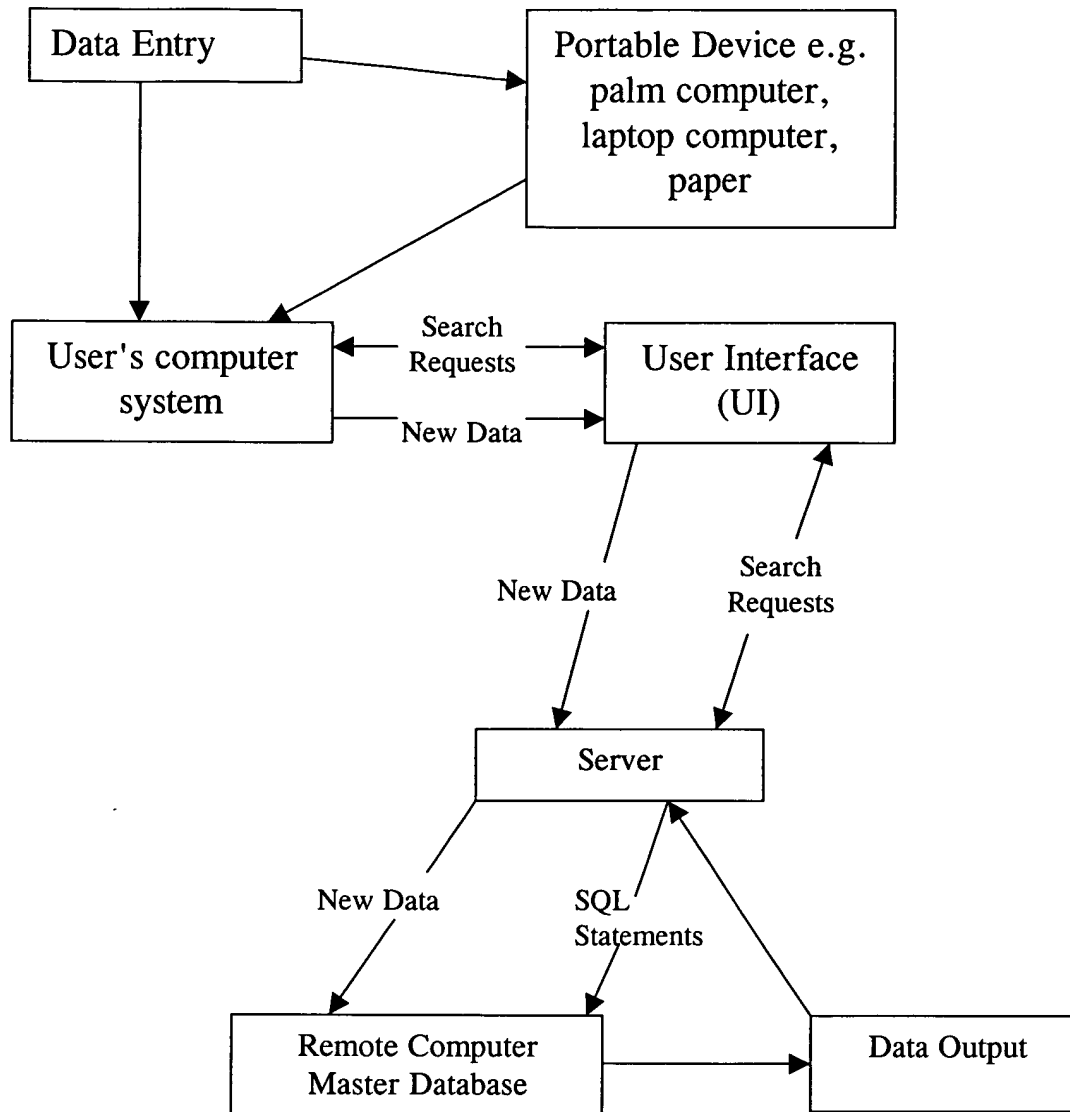 Data Entry
Portable Device e.g.
palm computer,
laptop computer,
paper
User's computer
system
Search
Requests
New Data
User Interface
(UI)
New Data
Search
Requests
Server
New Data
SQL
Statements
Remote Computer
Master Database
Data Output